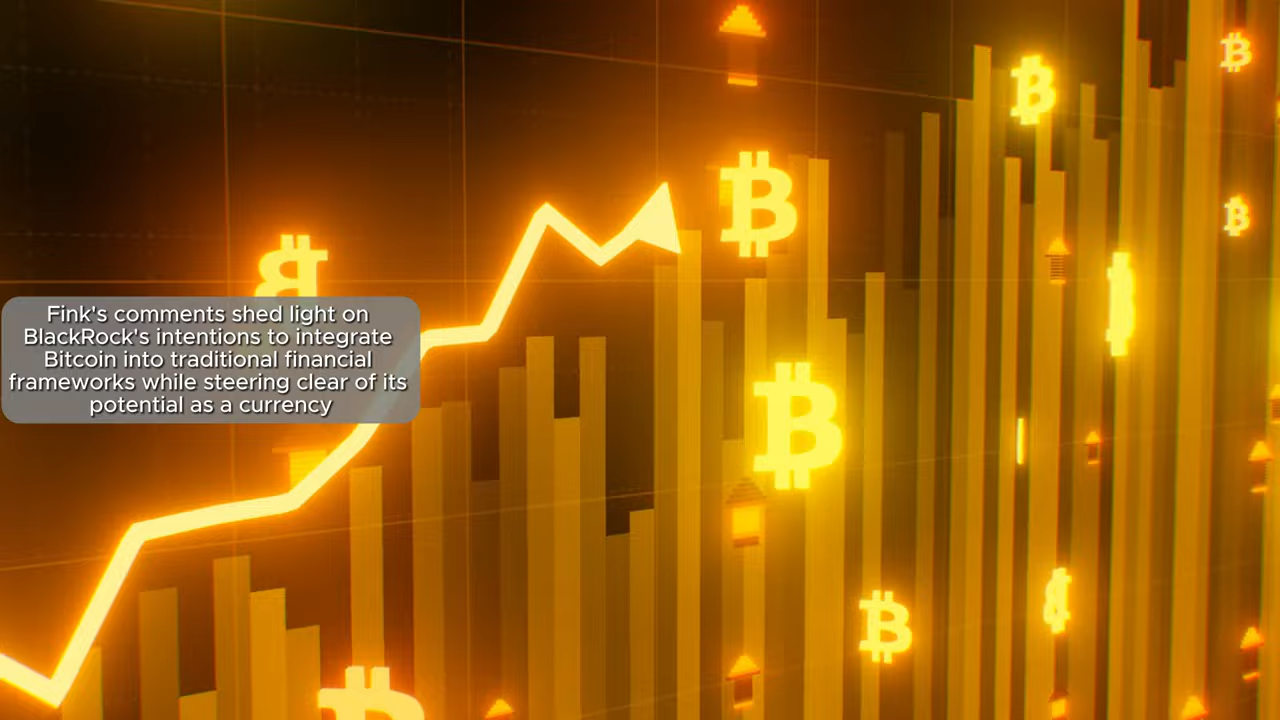 Fink's comments shed light on
BlackRock's intentions to integrate
Bitcoin into traditional financial
frameworks while steering clear of its
potential as a currency